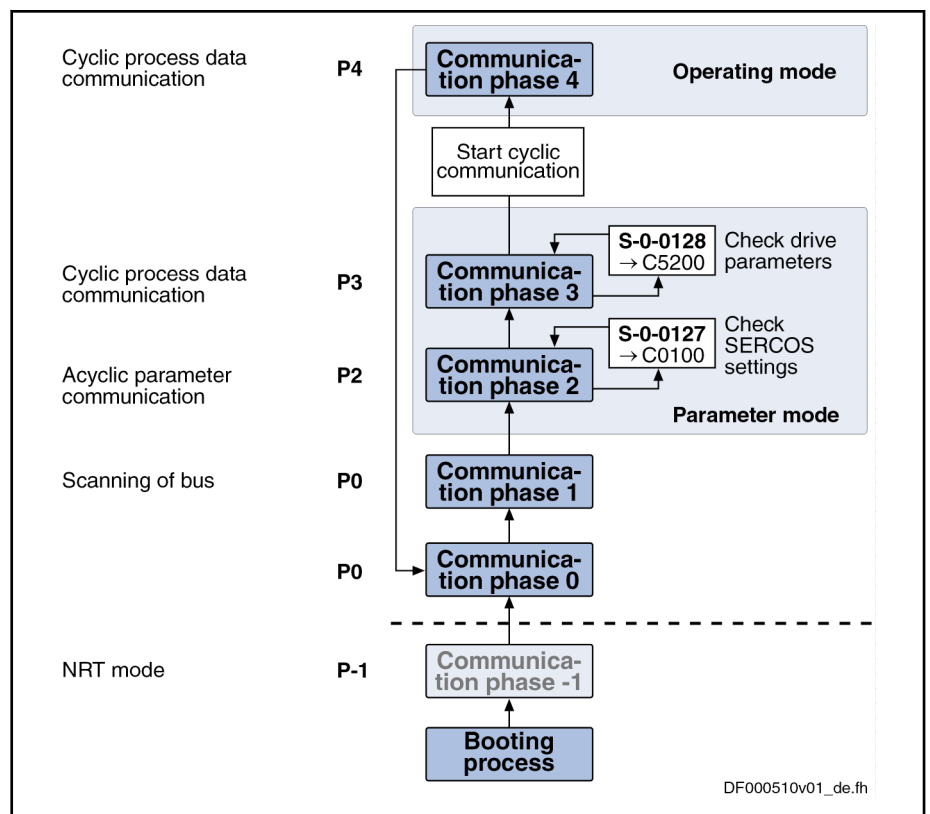 Cyclic process data
communication
P4
Communica-
tion phase 4
Operating mode
Start cyclic
communication
Cyclic process data
communication
P3
Communica-
tion phase 3
S-0-0128
→ C5200
Check drive
parameters
Acyclic parameter
communication
P2
Communica-
tion phase 2
S-0-0127
→ C0100
Check
SERCOS
settings
Parameter mode
Scanning of bus
P0
Communica-
tion phase 1
P0
Communica-
tion phase 0
NRT mode
P-1
Communica-
tion phase -1
Booting
process
DF000510v01_de.fh